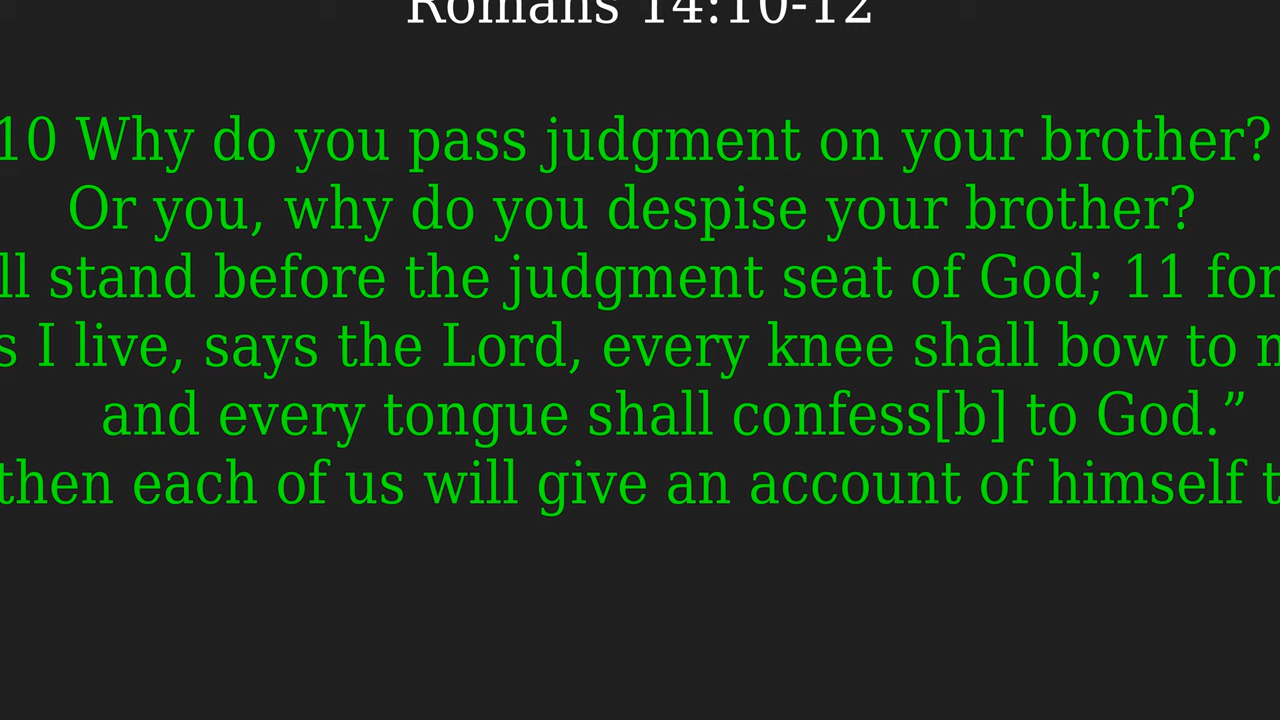 Romans 14:10-12
10 Why do you pass judgment on your brother?
Or you, why do you despise your brother?
ll stand before the judgment seat of God; 11 for
s I live, says the Lord, every knee shall bow to
and every tongue shall confess[b] to God.”
then each of us will give an account of himself t